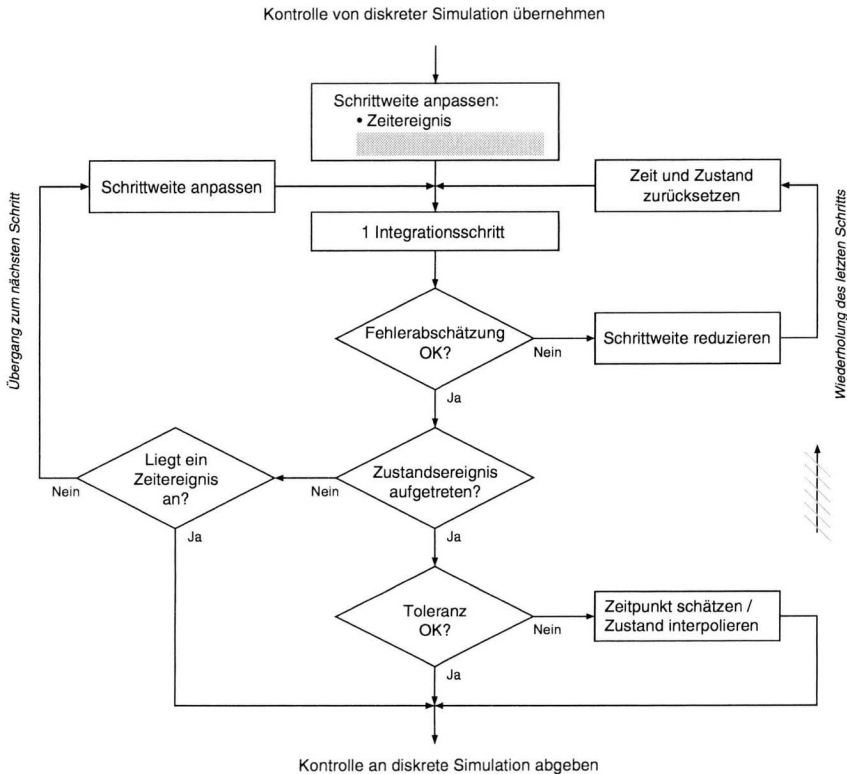 Kontrolle von diskreter Simulation übernehmen
Schrittweite anpassen:
• Zeitereignis
Schrittweite anpassen
Zeit und Zustand
zurücksetzen
1 Integrationsschritt
Übergang zum nächsten Schritt
Wiederholung des letzten Schritts
Fehlerabschätzung
OK?
Nein
Schrittweite reduzieren
Ja
Liegt ein
Zeitereignis
an?
Nein
Ja
Zustandsereignis
aufgetreten?
Nein
Ja
Toleranz
OK?
Nein
Zeitpunkt schätzen /
Zustand interpolieren
Ja
Kontrolle an diskrete Simulation abgeben